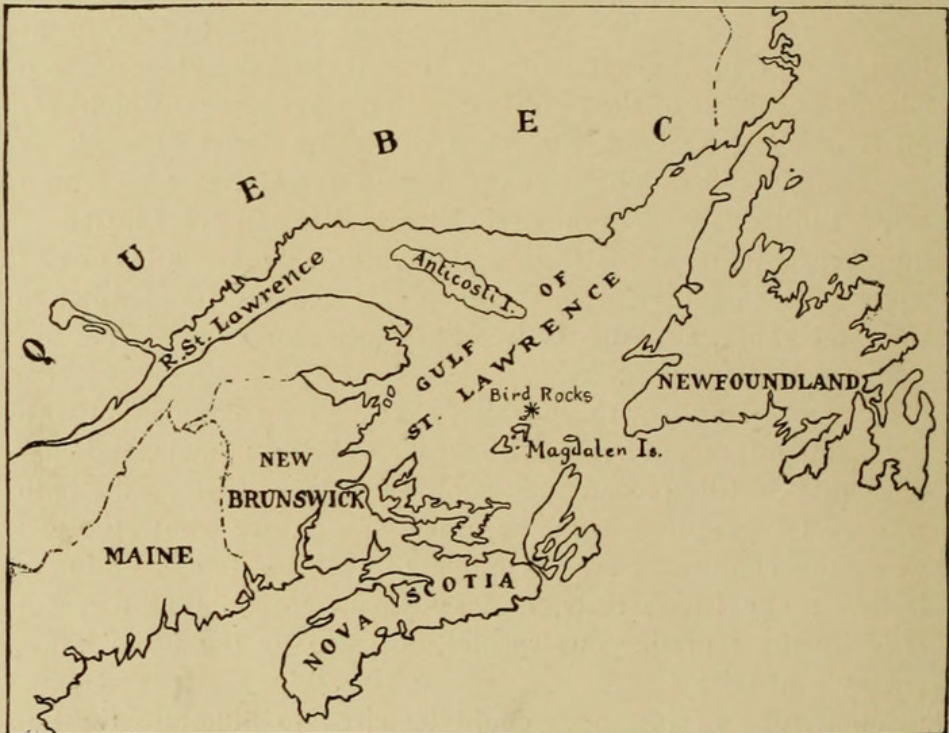 QUEBEC
R. St. Lawrence
Anticosti I.
GULF OF
ST. LAWRENCE
Bird Rocks
Magdalen Is.
NEWFOUNDLAND
NEW
BRUNSWICK
MAINE
NOVA SCOTIA